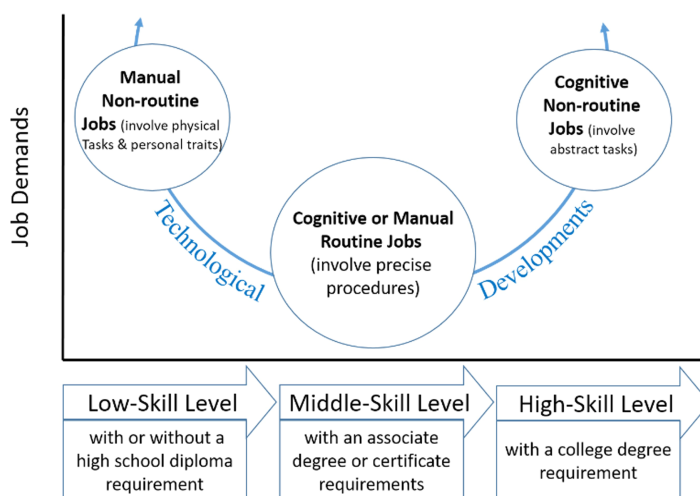 Job Demands
Manual
Non-routine
Jobs (involve physical
Tasks & personal traits)
Cognitive
Non-routine
Jobs (involve
abstract tasks)
Cognitive or Manual
Routine Jobs
(involve precise
procedures)
Technological
Developments
Low-Skill Level
with or without a
high school diploma
requirement
Middle-Skill Level
with an associate
degree or certificate
requirements
High-Skill Level
with a college degree
requirement